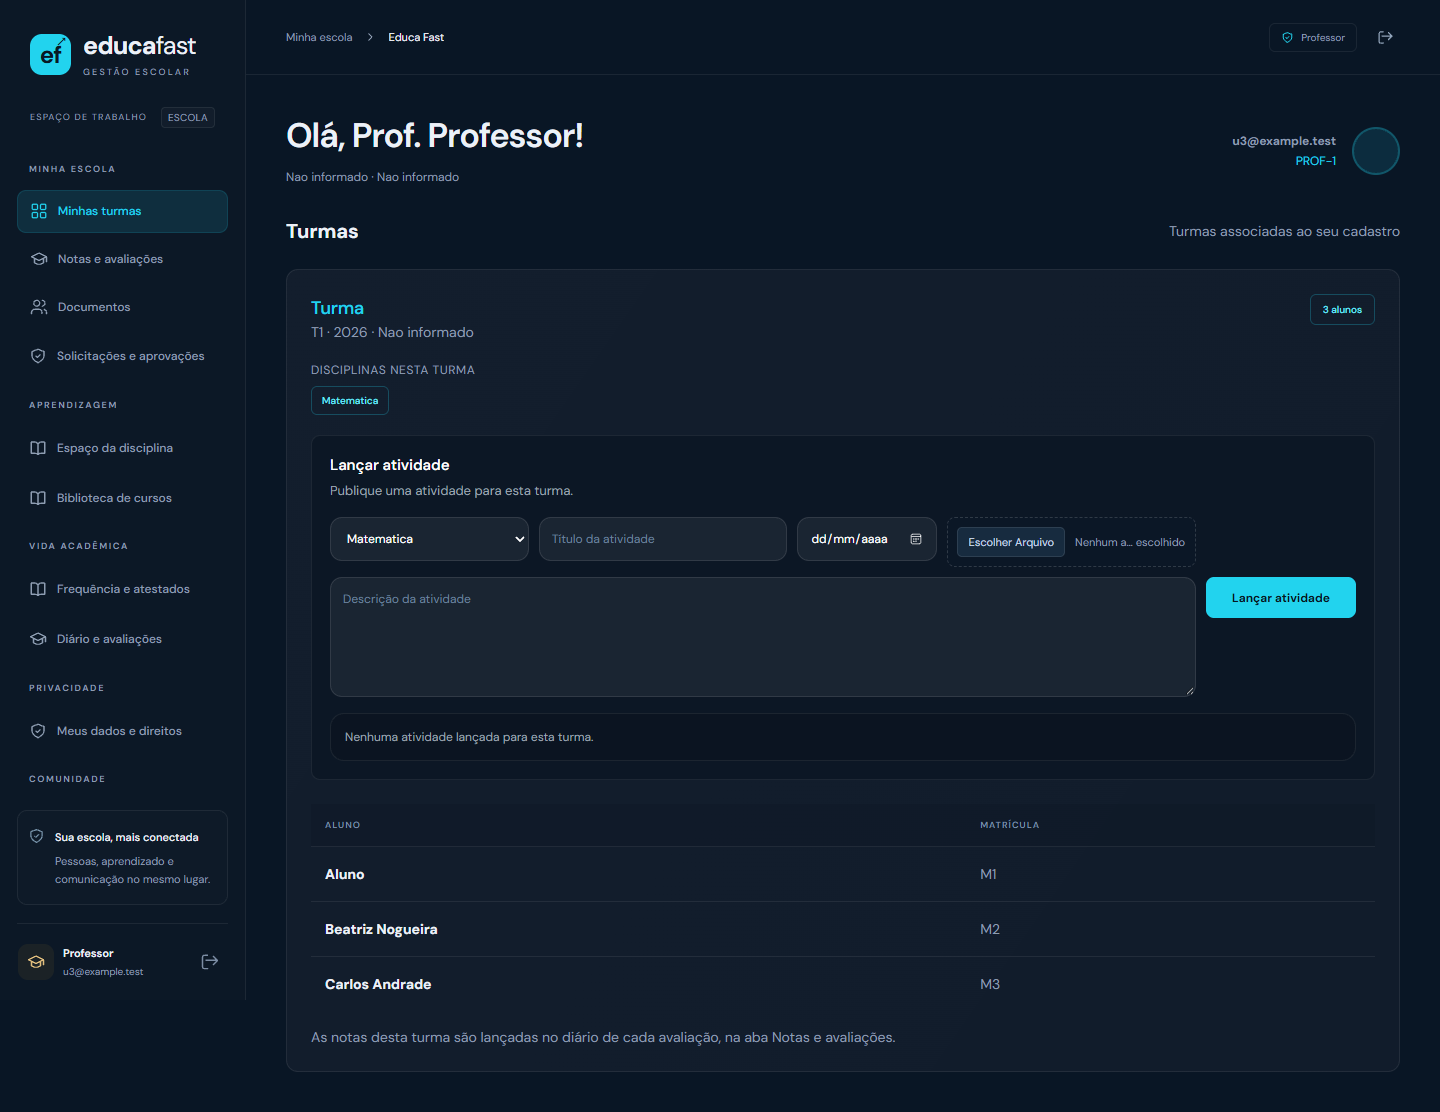 ef educafast
GESTÃO ESCOLAR
ESPAÇO DE TRABALHO ESCOLA
MINHA ESCOLA
Minhas turmas
Notas e avaliações
Documentos
Solicitações e aprovações
APRENDIZAGEM
Espaço da disciplina
Biblioteca de cursos
VIDA ACADÊMICA
Frequência e atestados
Diário e avaliações
PRIVACIDADE
Meus dados e direitos
COMUNIDADE
Sua escola, mais conectada
Pessoas, aprendizado e
comunicação no mesmo lugar.
Professor
u3@example.test
Minha escola > Educa Fast
Professor
Olá, Prof. Professor!
Nao informado · Nao informado
u3@example.test
PROF-1
Turmas
Turmas associadas ao seu cadastro
Turma
T1 · 2026 · Nao informado
3 alunos
DISCIPLINAS NESTA TURMA
Matematica
Lançar atividade
Publique uma atividade para esta turma.
Matematica
Título da atividade
dd/mm/aaaa
Escolher Arquivo Nenhum a... escolhido
Descrição da atividade
Lançar atividade
Nenhuma atividade lançada para esta turma.
ALUNO MATRÍCULA
Aluno M1
Beatriz Nogueira M2
Carlos Andrade M3
As notas desta turma são lançadas no diário de cada avaliação, na aba Notas e avaliações.